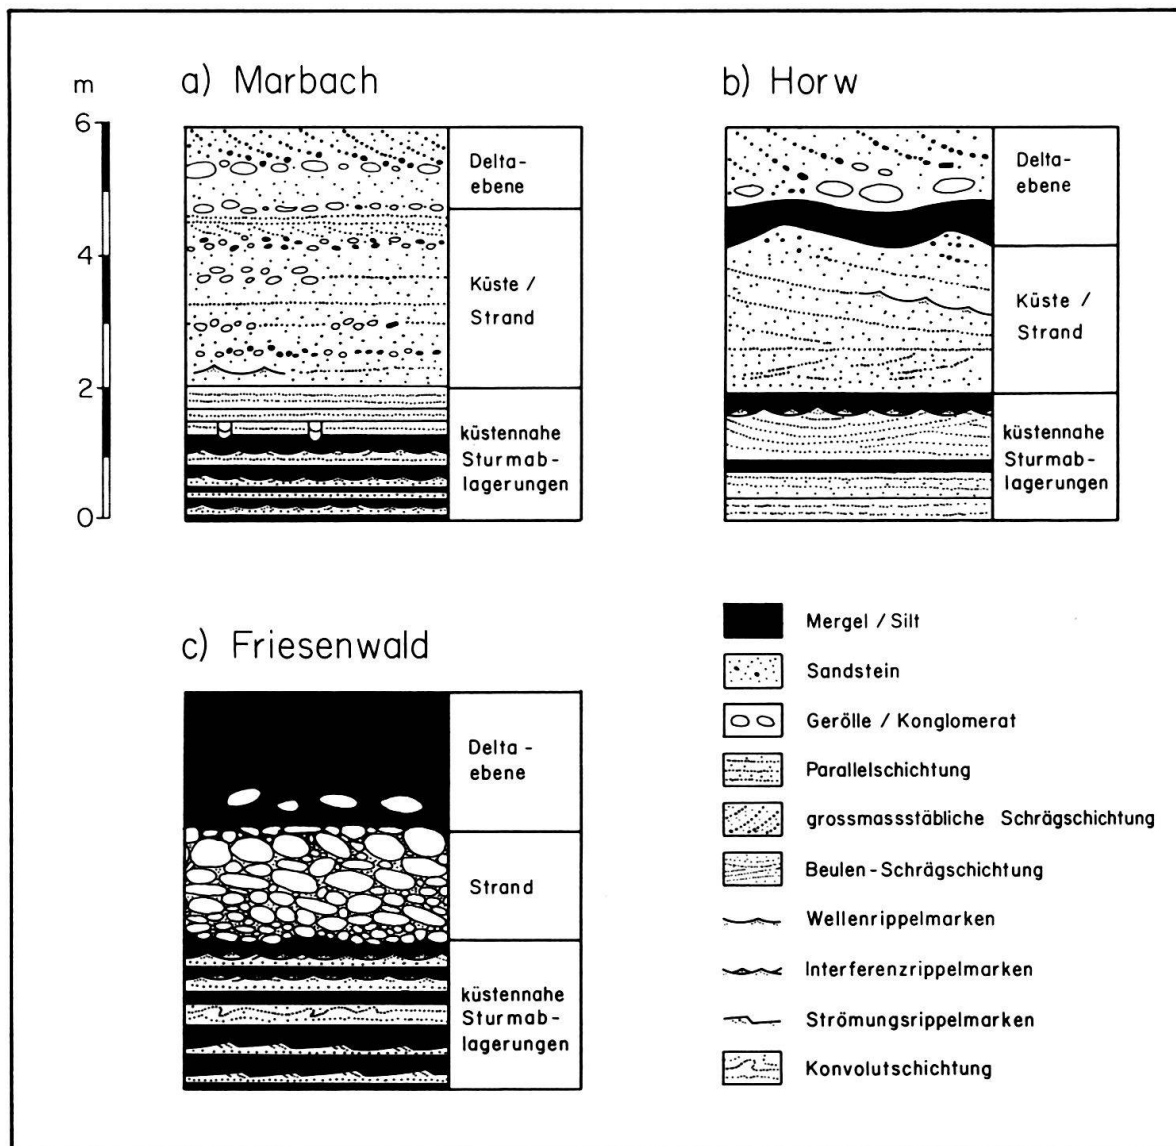 a) Marbach
m
6
4
2
0
Delta-
ebene
Küste /
Strand
küstennahe
Sturmab-
lagerungen
b) Horw
Delta-
ebene
Küste /
Strand
küstennahe
Sturmab-
lagerungen
c) Friesenwald
Delta -
ebene
Strand
küstennahe
Sturmab-
lagerungen
Mergel / Silt
Sandstein
Gerölle / Konglomerat
Parallelschichtung
grossmassstäbliche Schrägschichtung
Beulen-Schrägschichtung
Wellenrippelmarken
Interferenzrippelmarken
Strömungsrippelmarken
Konvolutschichtung